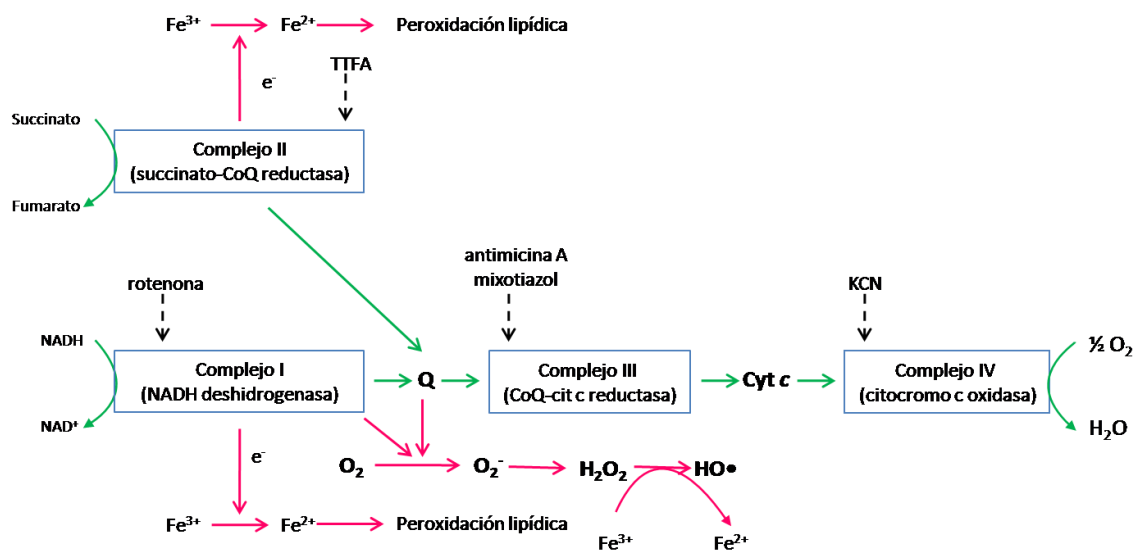 Fe³⁺ Fe²⁺ Peroxidación lipídica
e⁻
TTFA
Succinato
Complejo II
(succinato-CoQ reductasa)
Fumarato
antimicina A
mixotiazol
rotenona
KCN
NADH
Complejo I
(NADH deshidrogenasa)
NAD⁺
Q
Complejo III
(CoQ-cit c reductasa)
Cyt c
Complejo IV
(citocromo c oxidasa)
½ O₂
H₂O
e⁻
O₂ O₂⁻ H₂O₂ HO•
Fe³⁺ Fe²⁺ Peroxidación lipídica
Fe³⁺ Fe²⁺